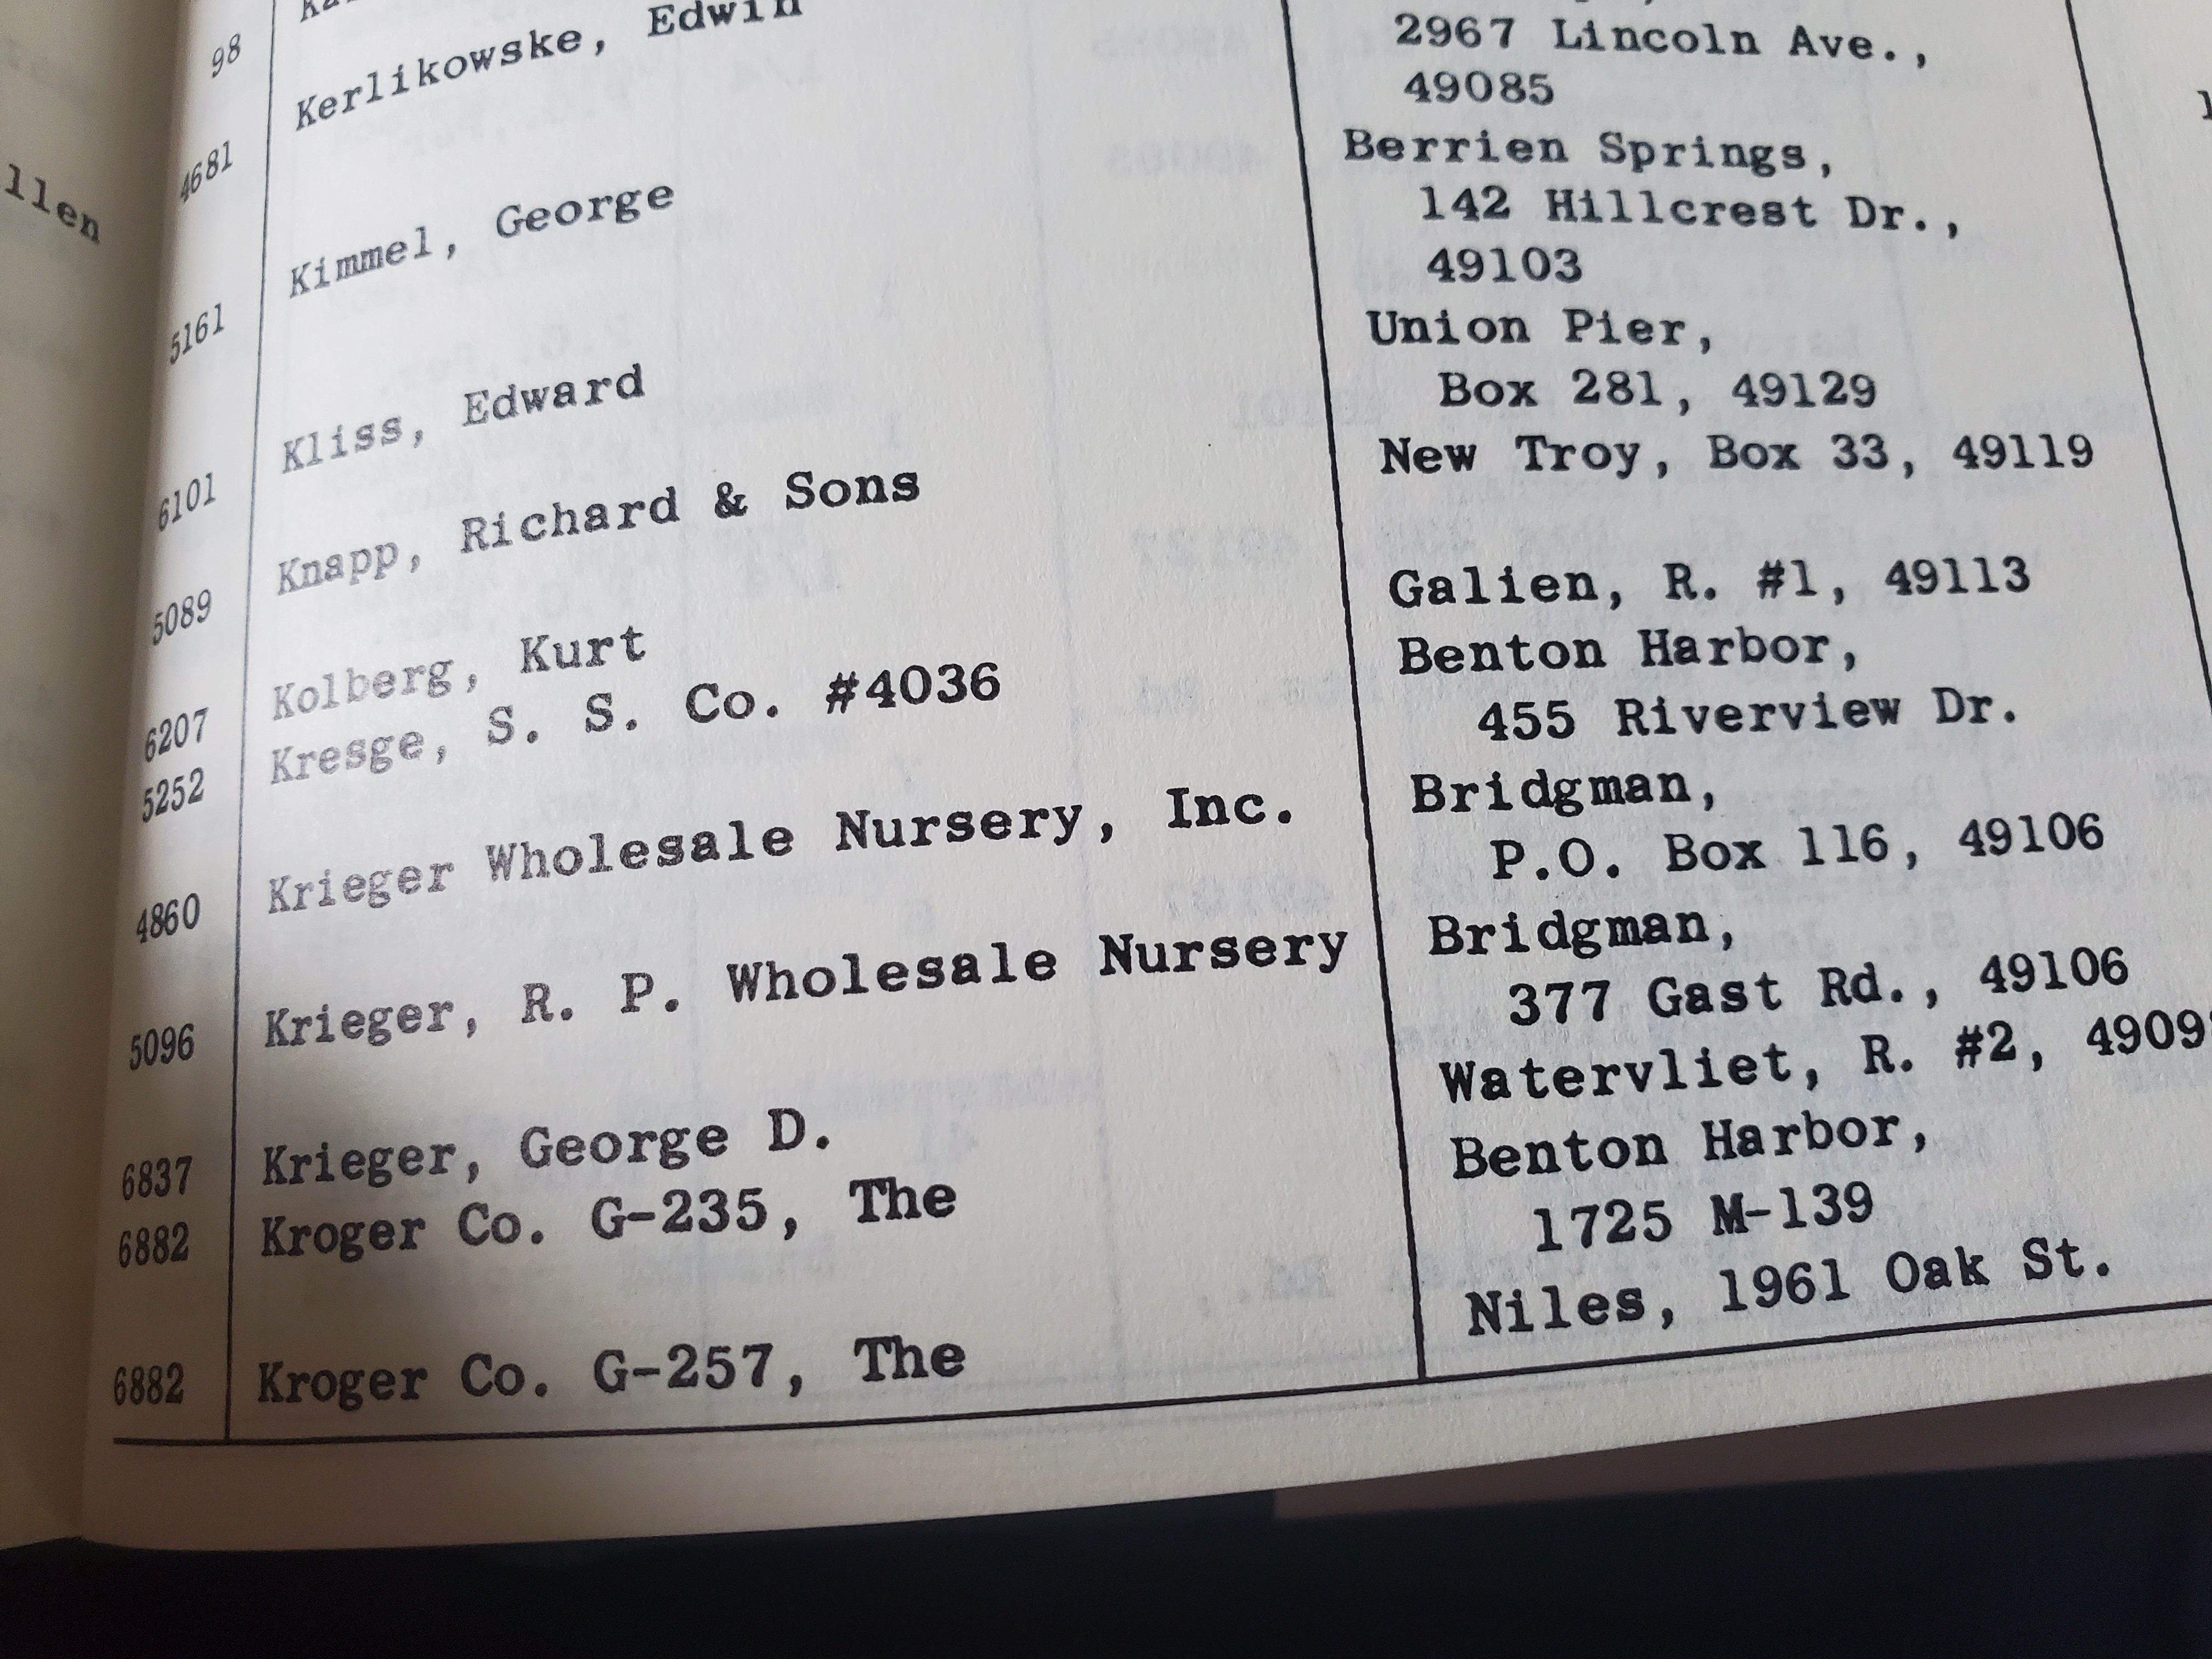 98 Kerlikowske, Edwin
2967 Lincoln Ave.,
49085
4681 Kimmel, George Berrien Springs,
142 Hillcrest Dr.,
49103
5161 Kliss, Edward Union Pier,
Box 281, 49129
6101 Knapp, Richard & Sons New Troy, Box 33, 49119
5089 Kolberg, Kurt Galien, R. #1, 49113
6207 Kresge, S. S. Co. #4036 Benton Harbor,
455 Riverview Dr.
5252 Krieger Wholesale Nursery, Inc. Bridgman,
P.O. Box 116, 49106
4860 Krieger, R. P. Wholesale Nursery Bridgman,
377 Gast Rd., 49106
5096 Krieger, George D. Watervliet, R. #2, 4909
6837 Kroger Co. G-235, The Benton Harbor,
1725 M-139
6882 Kroger Co. G-257, The Niles, 1961 Oak St.
6882
llen